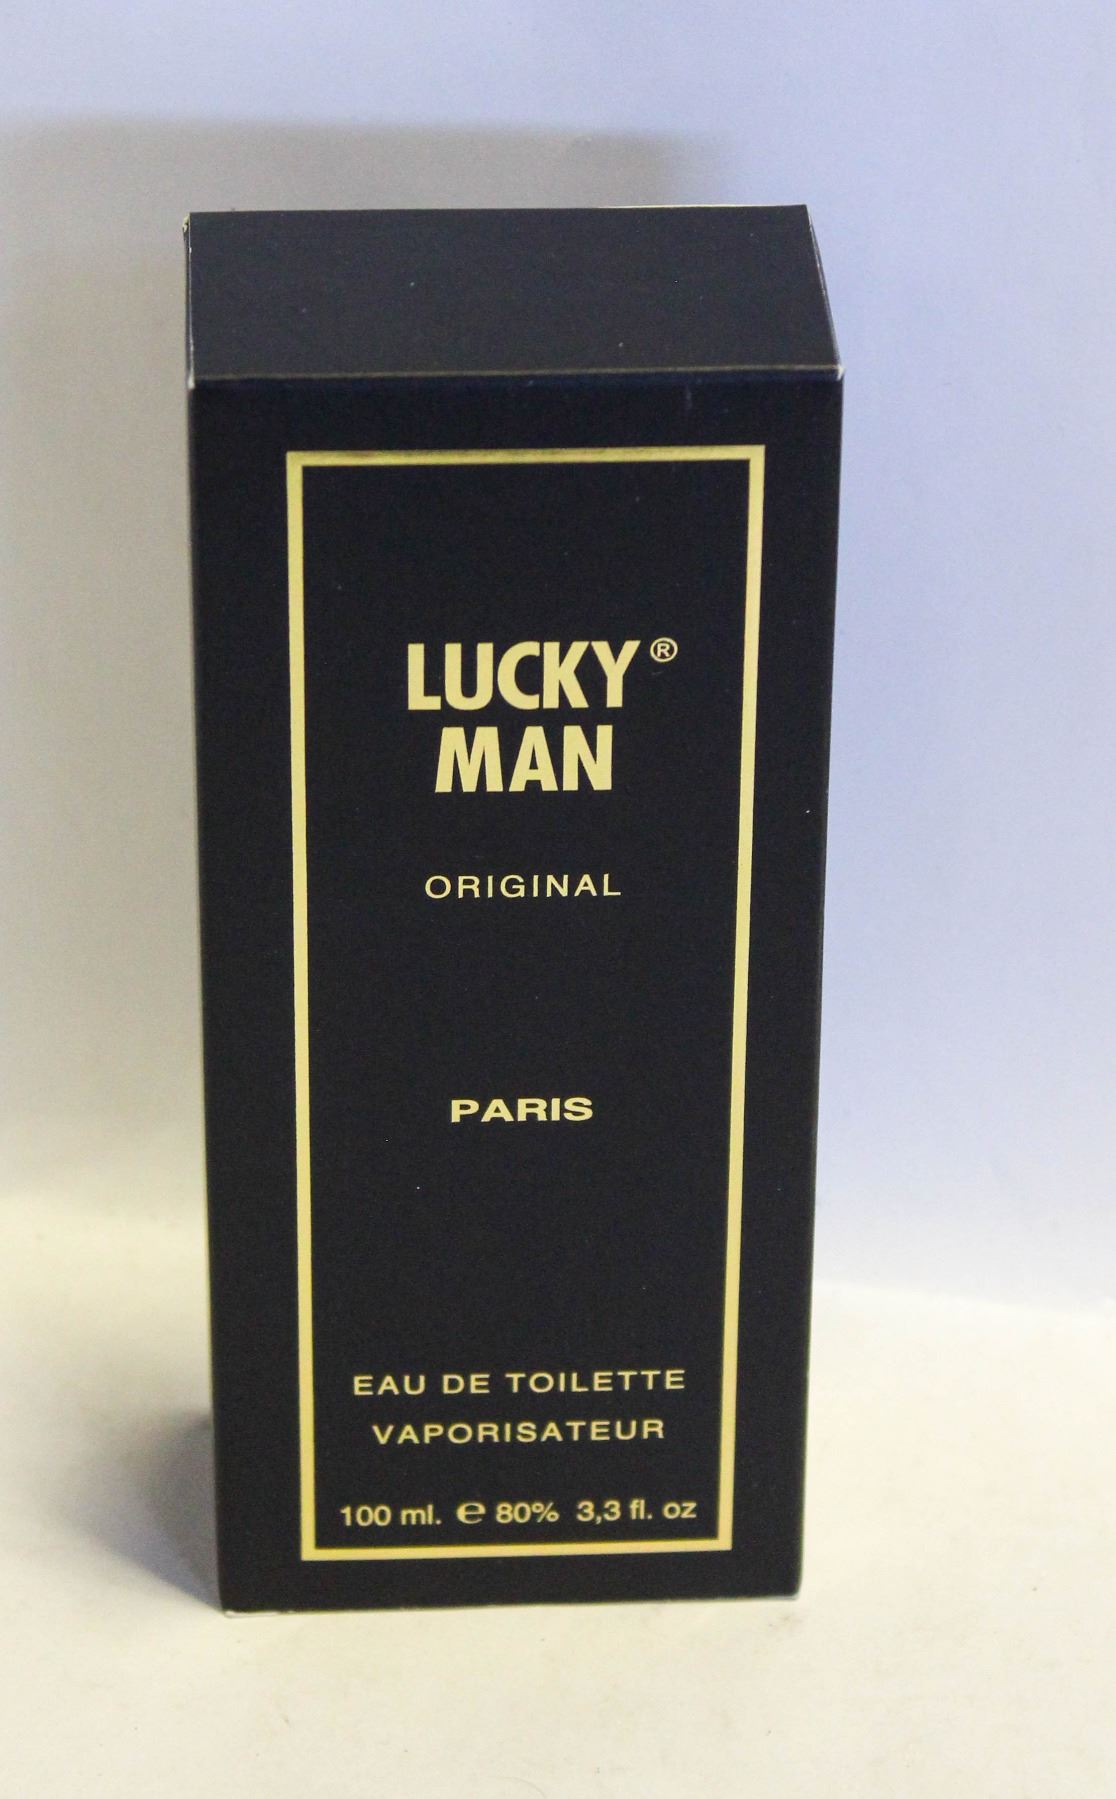 LUCKY®
MAN
ORIGINAL
PARIS
EAU DE TOILETTE
VAPORISATEUR
100 ml. ℮ 80% 3,3 fl. oz